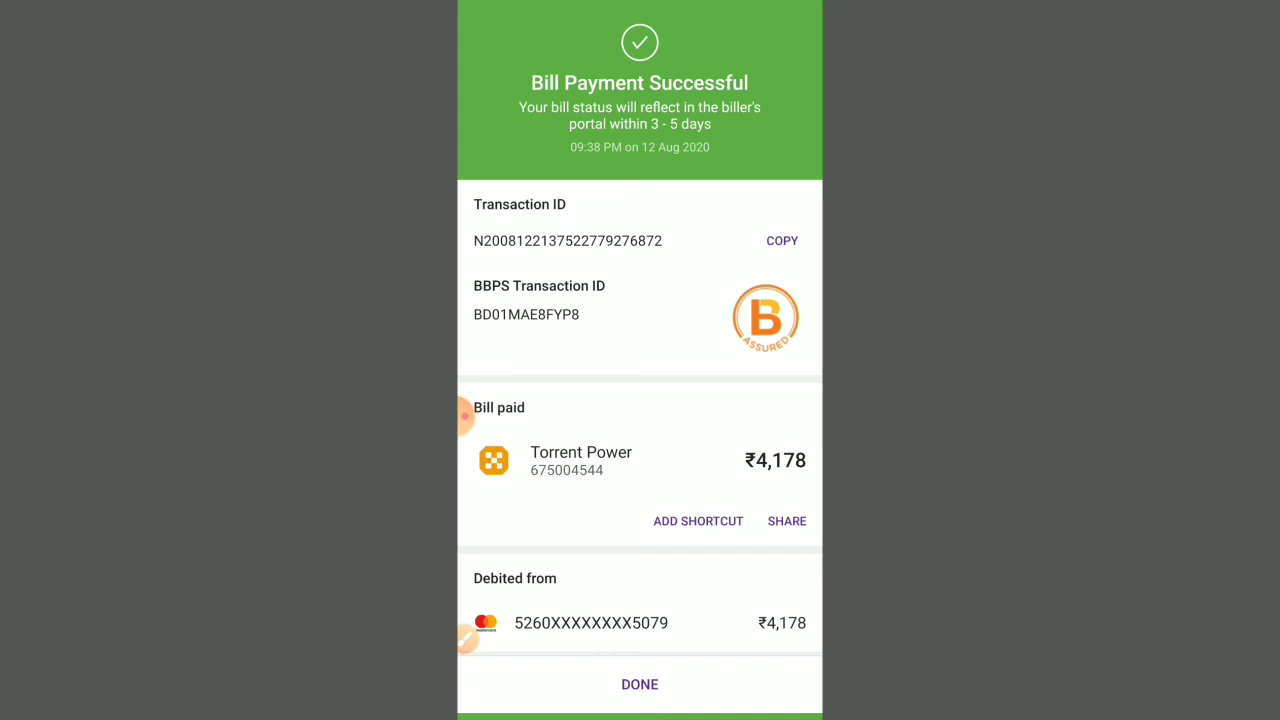 Bill Payment Successful
Your bill status will reflect in the biller's
portal within 3 - 5 days
09:38 PM on 12 Aug 2020
Transaction ID
N2008122137522779276872
COPY
BBPS Transaction ID
BD01MAE8FYP8
B
ASSURED
Bill paid
Torrent Power
675004544
₹4,178
ADD SHORTCUT
SHARE
Debited from
mastercard
5260XXXXXXXX5079
₹4,178
DONE